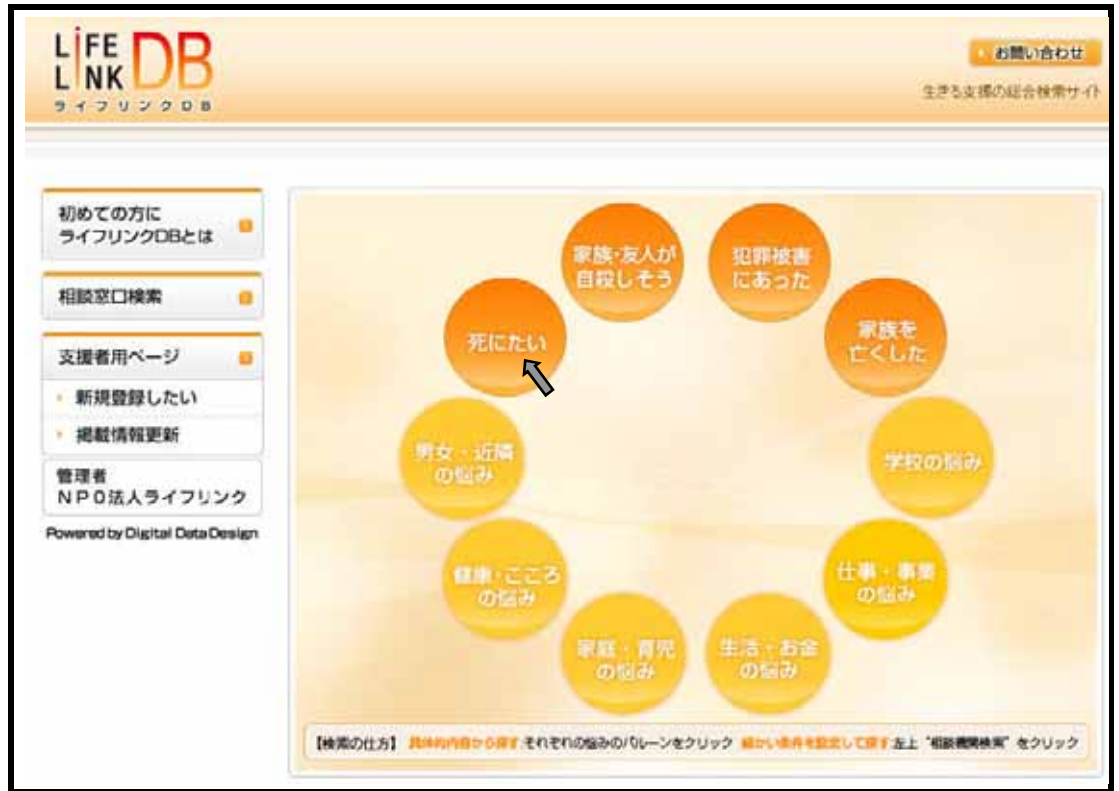 LiFE
LINK DB
ライフリンクDB
お問い合わせ
生きる支援の総合検索サイト
初めての方に
ライフリンクDBとは
相談窓口検索
支援者用ページ
新規登録したい
掲載情報更新
管理者
NPO法人ライフリンク
Powered by Digital Data Design
家族・友人が
自殺しそう
犯罪被害
にあった
死にたい
家族を
亡くした
男女・近隣
の悩み
学校の悩み
健康・こころ
の悩み
仕事・事業
の悩み
家庭・育児
の悩み
生活・お金
の悩み
【検索の仕方】 具体的内容から探す:それぞれの悩みのバルーンをクリック 細かい条件を設定して探す:左上 "相談機関検索" をクリック